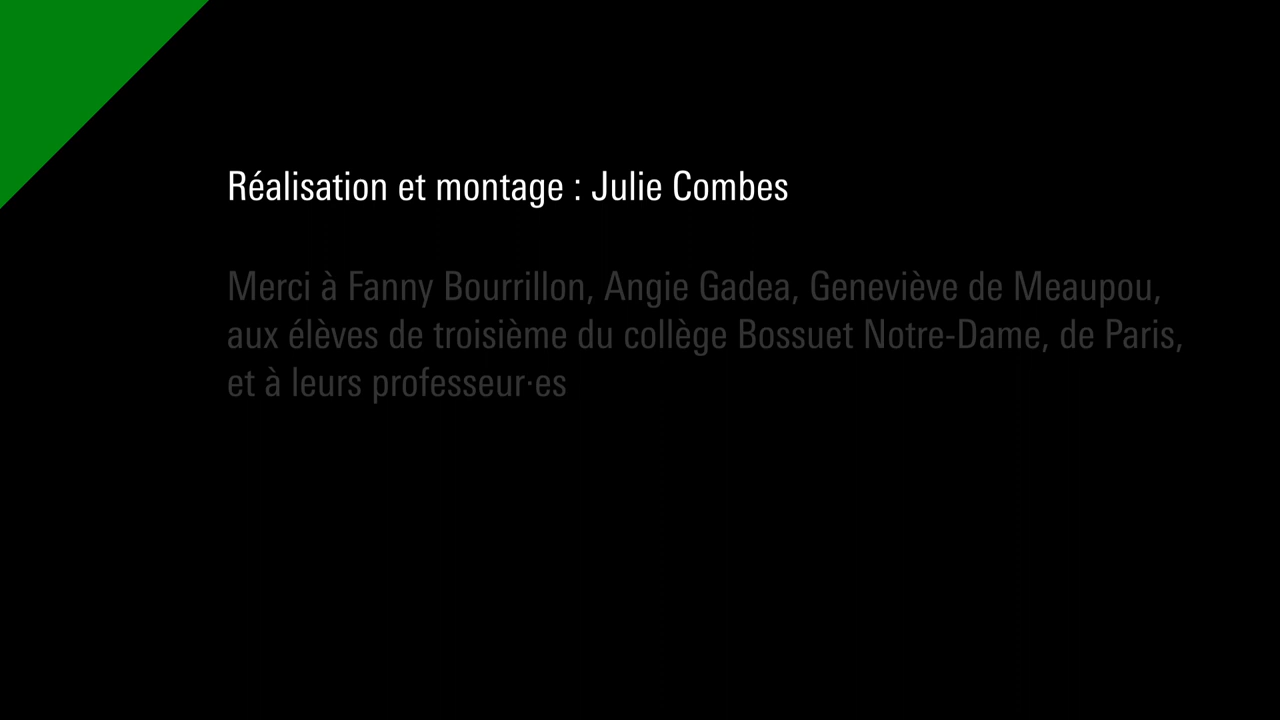 Réalisation et montage : Julie Combes
Merci à Fanny Bourrillon, Angie Gadea, Geneviève de Meaupou,
aux élèves de troisième du collège Bossuet Notre-Dame, de Paris,
et à leurs professeur·es